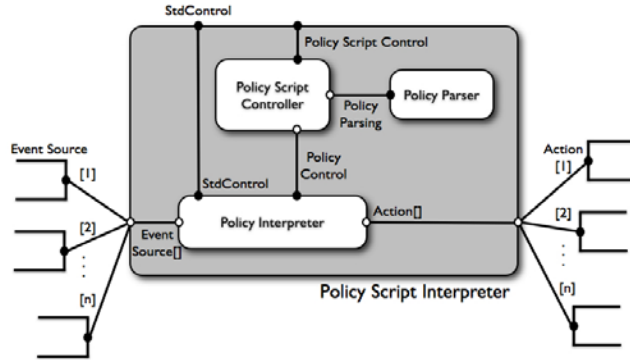 StdControl
Policy Script Control
Policy Script
Controller
Policy
Parsing
Policy Parser
Event Source
[1]
[2]
[n]
Policy
Control
StdControl
Policy Interpreter
Event
Source[]
Action[]
Policy Script Interpreter
Action
[1]
[2]
[n]